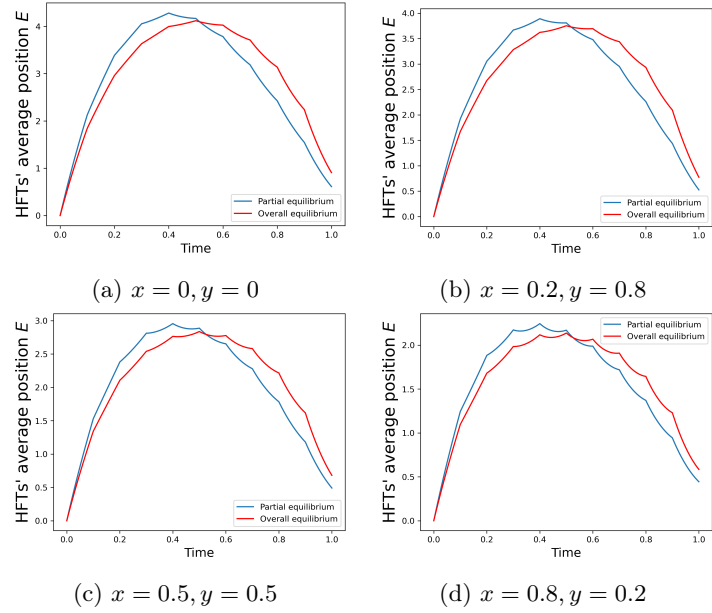 HFTs' average position E
4
3
2
1
0
0.0 0.2 0.4 0.6 0.8 1.0
Time
Partial equilibrium
Overall equilibrium
(a) x = 0, y = 0
HFTs' average position E
4.0
3.5
3.0
2.5
2.0
1.5
1.0
0.5
0.0
0.0 0.2 0.4 0.6 0.8 1.0
Time
Partial equilibrium
Overall equilibrium
(b) x = 0.2, y = 0.8
HFTs' average position E
3.0
2.5
2.0
1.5
1.0
0.5
0.0
0.0 0.2 0.4 0.6 0.8 1.0
Time
Partial equilibrium
Overall equilibrium
(c) x = 0.5, y = 0.5
HFTs' average position E
2.0
1.5
1.0
0.5
0.0
0.0 0.2 0.4 0.6 0.8 1.0
Time
Partial equilibrium
Overall equilibrium
(d) x = 0.8, y = 0.2